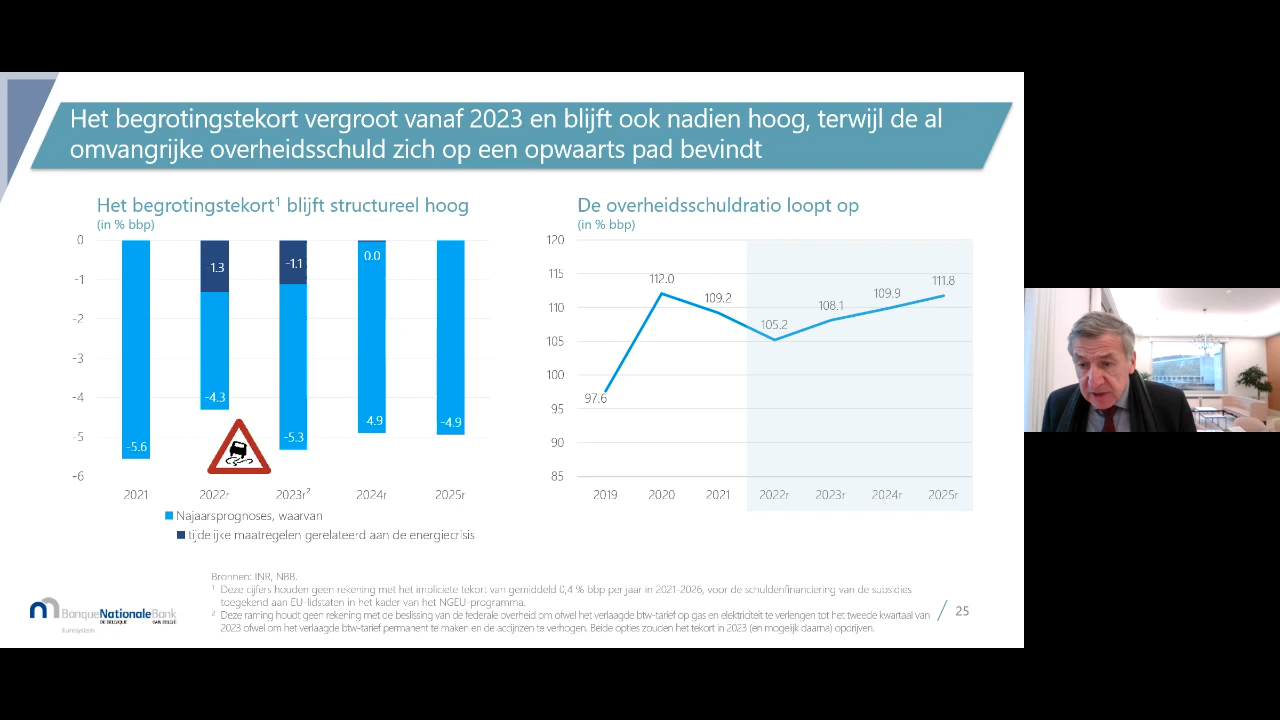 Het begrotingstekort vergroot vanaf 2023 en blijft ook nadien hoog, terwijl de al
omvangrijke overheidsschuld zich op een opwaarts pad bevindt
Het begrotingstekort¹ blijft structureel hoog
(in % bbp)
0
-1
-2
-3
-4
-5
-6
-1.3
-1.1
0.0
-5.6
-4.3
-5.3
-4.9
-4.9
2021
2022r
2023r²
2024r
2025r
Najaarsprognoses, waarvan
tijdelijke maatregelen gerelateerd aan de energiecrisis
De overheidsschuldratio loopt op
(in % bbp)
120
115
110
105
100
95
90
85
97.6
112.0
109.2
105.2
108.1
109.9
111.8
2019
2020
2021
2022r
2023r
2024r
2025r
Bronnen: INR, NBB.
¹ Deze cijfers houden geen rekening met het impliciete tekort van gemiddeld 0,4 % bbp per jaar in 2021-2026, voor de schuldenfinanciering van de subsidies
toegekend aan EU-lidstaten in het kader van het NGEU-programma.
² Deze raming houdt geen rekening met de beslissing van de federale overheid om ofwel het verlaagde btw-tarief op gas en elektriciteit te verlengen tot het tweede kwartaal van
2023 ofwel om het verlaagde btw-tarief permanent te maken en de accijnzen te verhogen. Beide opties zouden het tekort in 2023 (en mogelijk daarna) opdrijven.
BanqueNationaleBank
DE BELGIQUE VAN BELGIË
Eurosystem
25